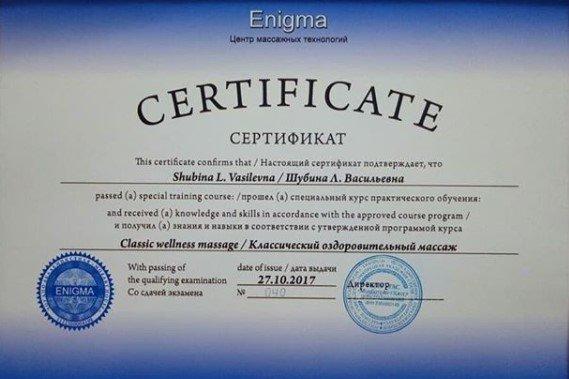 Enigma
Центр массажных технологий
CERTIFICATE
СЕРТИФИКАТ
This certificate confirms that / Настоящий сертификат подтверждает, что
Shubina L. Vasilevna / Шубина Л. Васильевна
passed (a) special training course: /прошел (а) специальный курс практического обучения:
and received (a) knowledge and skills in accordance with the approved course program /
и получил (а) знания и навыки в соответствии с утвержденной программой курса
Classic wellness massage / Классический оздоровительный массаж
With passing of
the qualifying examination
Со сдачей экзамена
date of issue / дата выдачи
27.10.2017
№ 040
ENIGMA
Директор